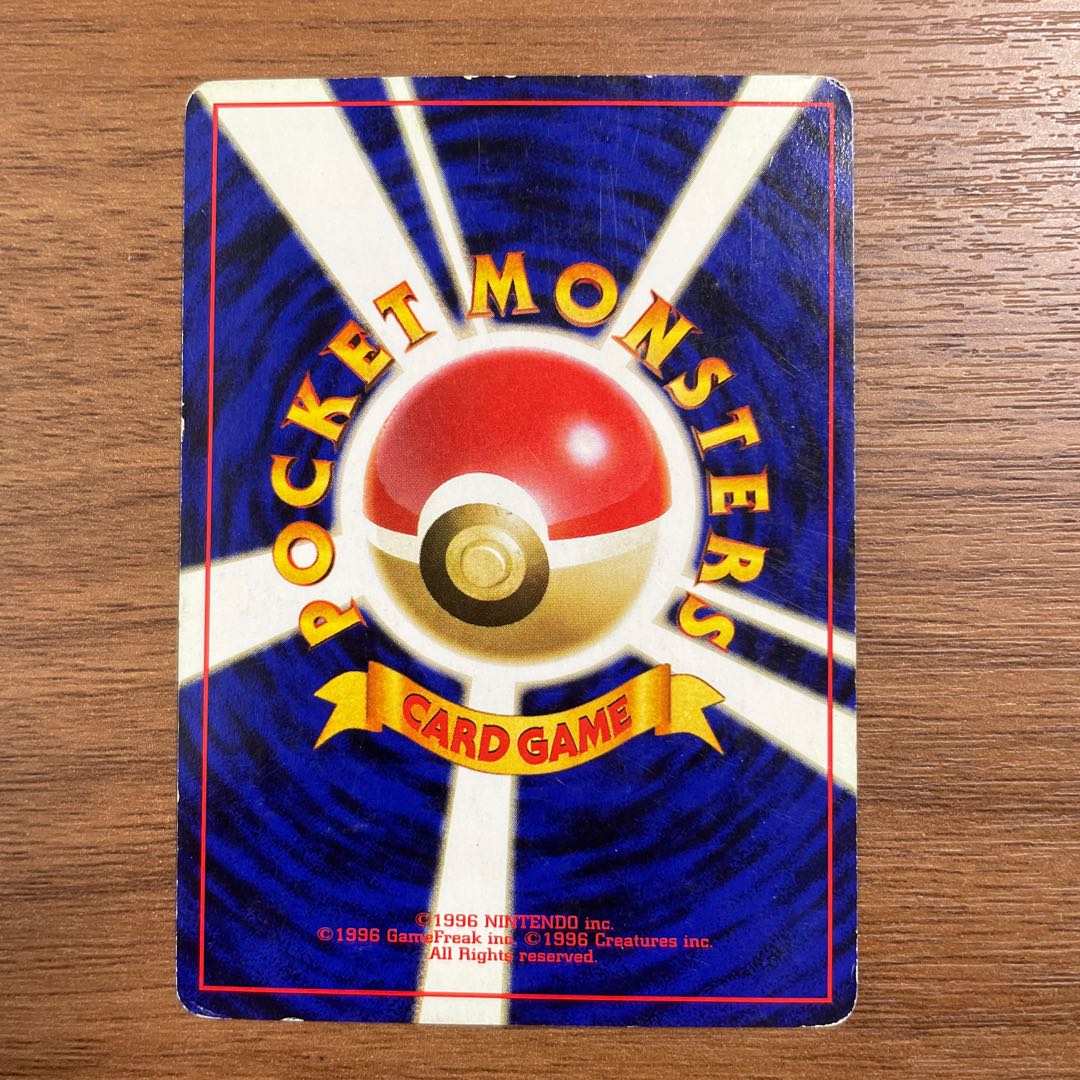 POCKET MONSTERS
CARD GAME
©1996 NINTENDO inc.
©1996 GameFreak inc. ©1996 Creatures inc.
All Rights reserved.